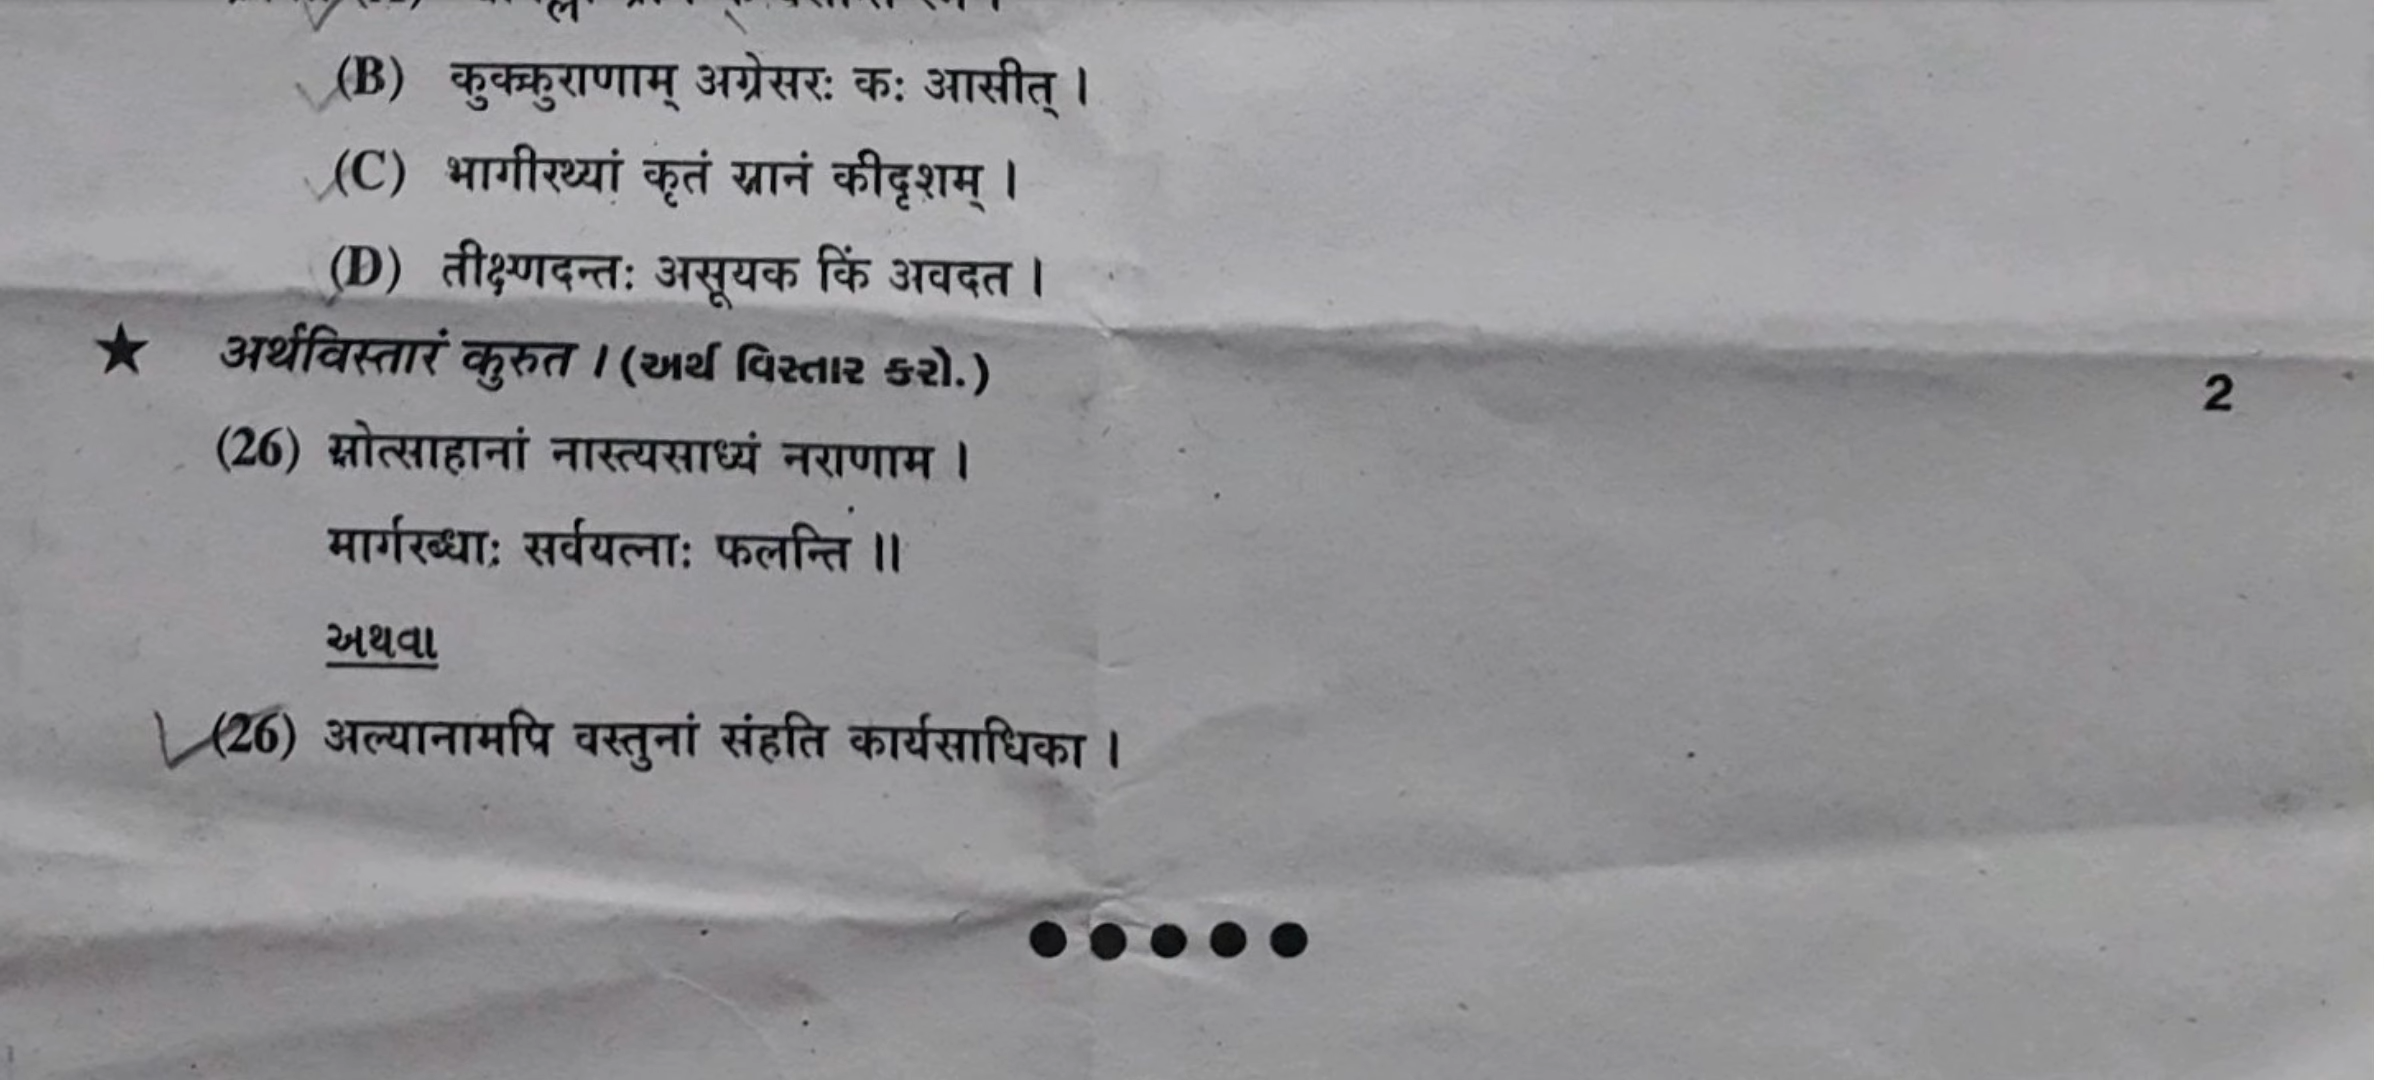 (B) कुक्कुराणाम् अग्रेसरः कः आसीत् ।
(C) भागीरथ्यां कृतं स्नानं कीदृशम् ।
(D) तीक्ष्णदन्तः असूयक किं अवदत ।
★ अर्थविस्तारं कुरुत । (અર્થ વિસ્તાર કરો.) 2
(26) सोत्साहानां नास्त्यसाध्यं नराणाम ।
मार्गरब्धाः सर्वयत्नाः फलन्ति ॥
અથવા
(26) अल्यानामपि वस्तुनां संहति कार्यसाधिका ।